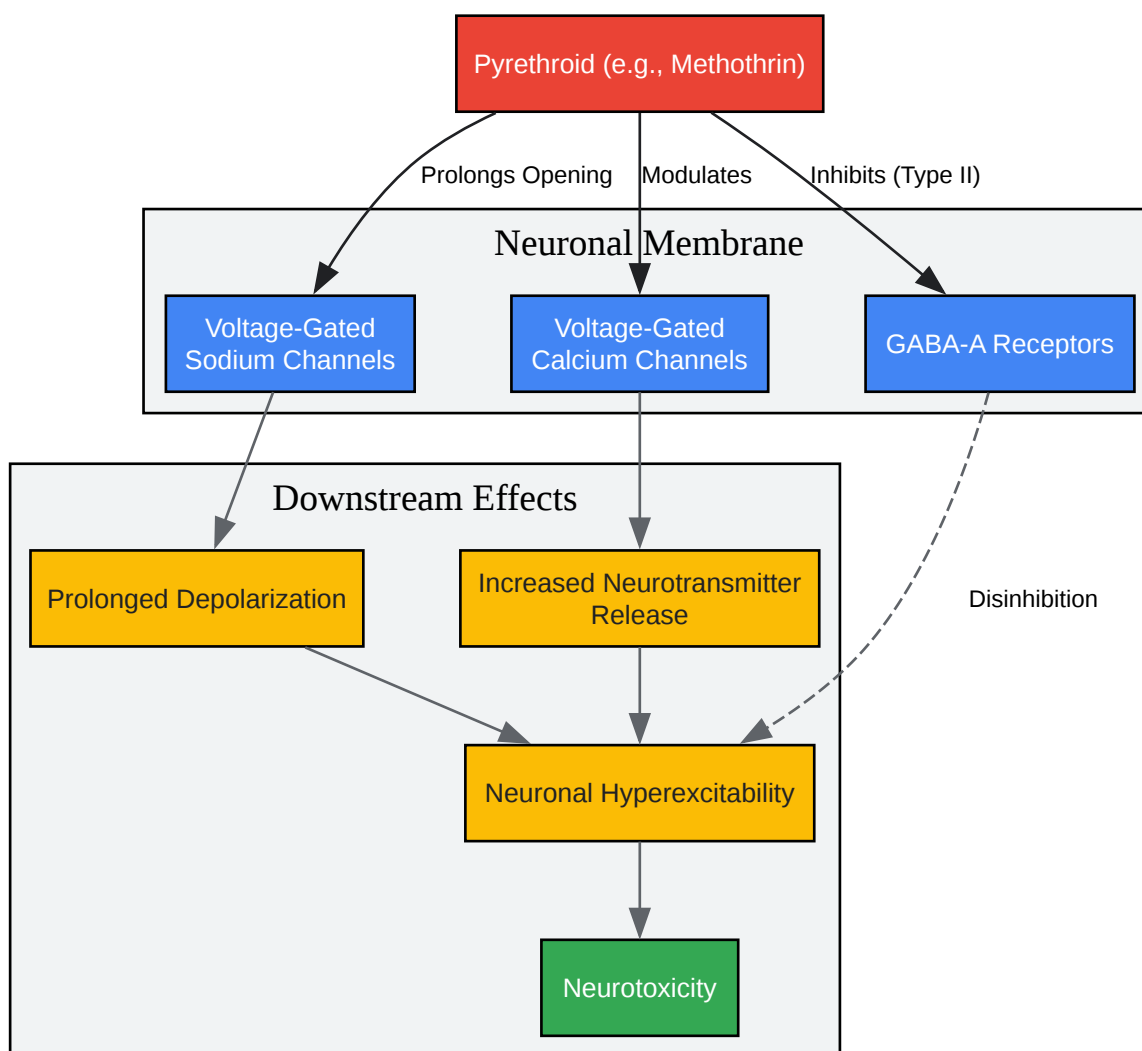 Pyrethroid (e.g., Methothrin)
Prolongs Opening
Modulates
Inhibits (Type II)
Neuronal Membrane
Voltage-Gated
Sodium Channels
Voltage-Gated
Calcium Channels
GABA-A Receptors
Downstream Effects
Prolonged Depolarization
Increased Neurotransmitter
Release
Disinhibition
Neuronal Hyperexcitability
Neurotoxicity